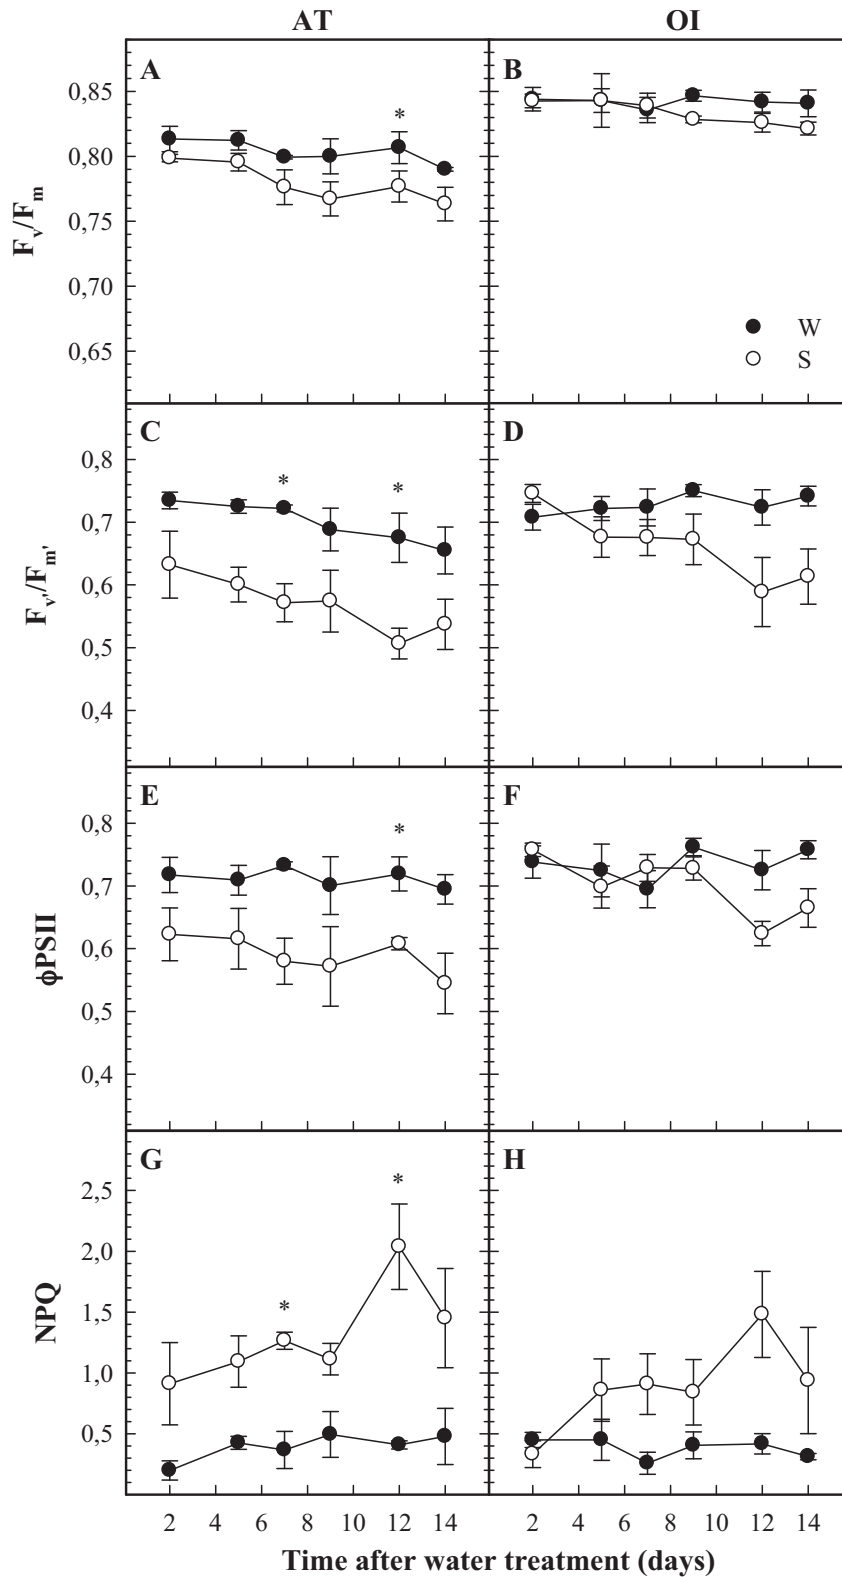 AT OI
A B
*
0,85
0,80
0,75
0,70
0,65
Fv/Fm
W
S
C D
* *
0,8
0,7
0,6
0,5
0,4
Fv'/Fm'
E F
*
0,8
0,7
0,6
0,5
0,4
ϕPSII
G H
*
*
2,5
2,0
1,5
1,0
0,5
NPQ
2 4 6 8 10 12 14 2 4 6 8 10 12 14
Time after water treatment (days)